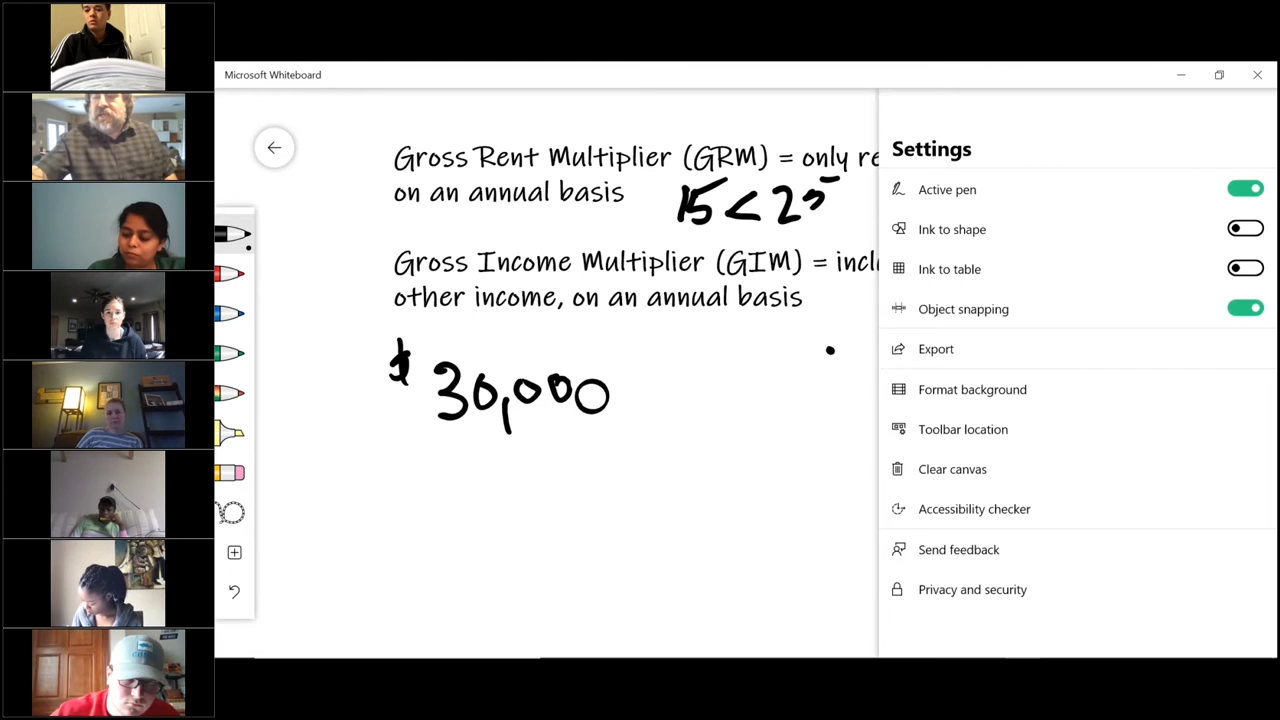 Microsoft Whiteboard
Gross Rent Multiplier (GRM) = only re
on an annual basis
15 < 25
Gross Income Multiplier (GIM) = incl
other income, on an annual basis
$ 30,000
Settings
Active pen
Ink to shape
Ink to table
Object snapping
Export
Format background
Toolbar location
Clear canvas
Accessibility checker
Send feedback
Privacy and security